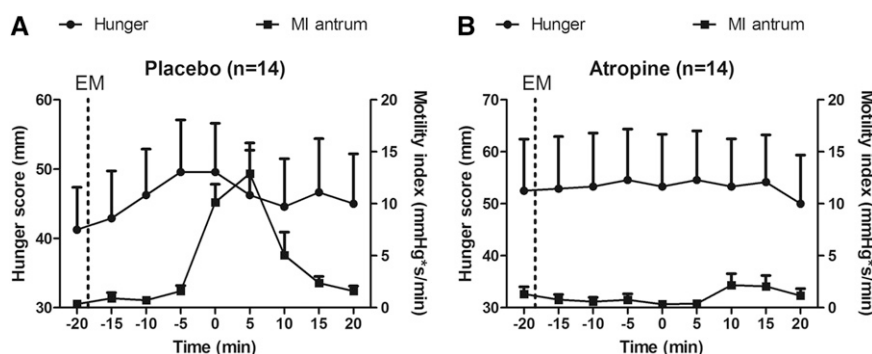 A
Hunger
MI antrum
Placebo (n=14)
EM
Hunger score (mm)
60
50
40
30
Motility index (mmHg*s/min)
20
15
10
5
0
-20 -15 -10 -5 0 5 10 15 20
Time (min)
B
Hunger
MI antrum
Atropine (n=14)
EM
Hunger score (mm)
70
60
50
40
30
Motility index (mmHg*s/min)
20
15
10
5
0
-20 -15 -10 -5 0 5 10 15 20
Time (min)